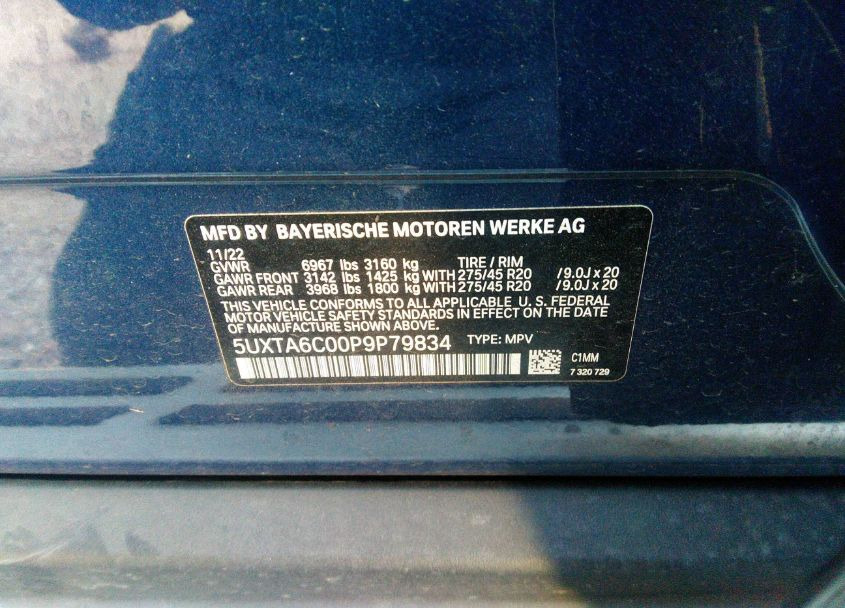 MFD BY BAYERISCHE MOTOREN WERKE AG
11/22
GVWR 6967 lbs 3160 kg TIRE / RIM
GAWR FRONT 3142 lbs 1425 kg WITH 275/45 R20 /9.0J x 20
GAWR REAR 3968 lbs 1800 kg WITH 275/45 R20 /9.0J x 20
THIS VEHICLE CONFORMS TO ALL APPLICABLE U. S. FEDERAL
MOTOR VEHICLE SAFETY STANDARDS IN EFFECT ON THE DATE
OF MANUFACTURE SHOWN ABOVE.
5UXTA6C00P9P79834 TYPE: MPV
C1MM
7 320 729